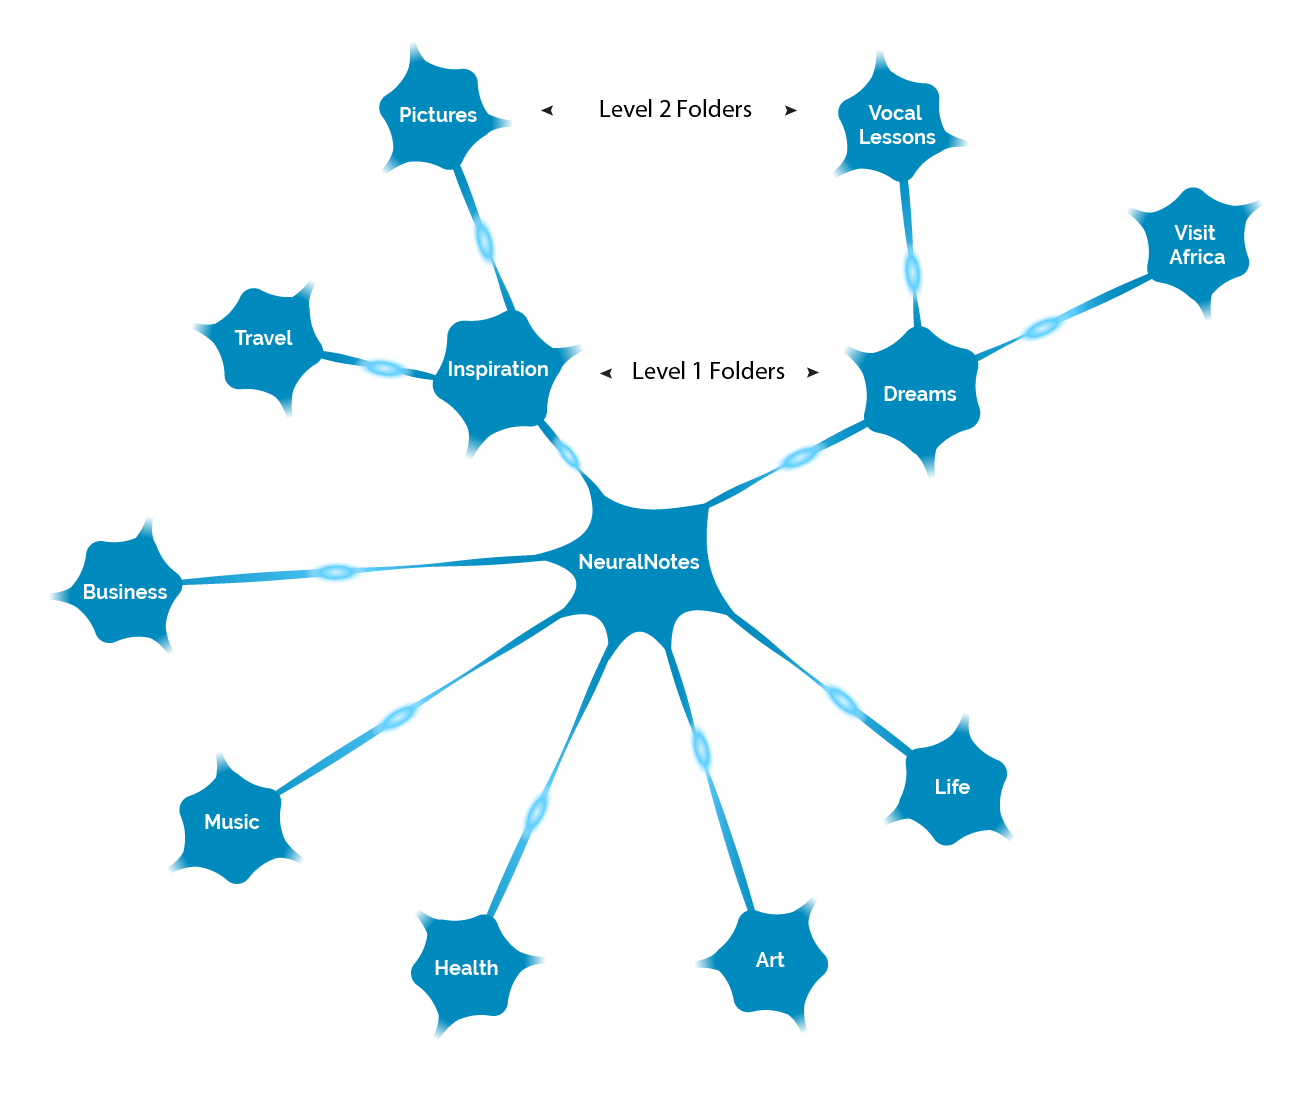 Pictures
Level 2 Folders
Vocal
Lessons
Visit
Africa
Travel
Inspiration
Level 1 Folders
Dreams
NeuralNotes
Business
Music
Life
Health
Art